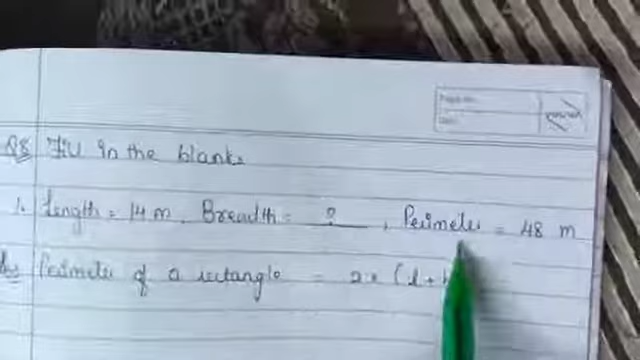 Q8 Fill in the blanks
1. Length = 14 m, Breadth = ?, Perimeter = 48 m
Perimeter of a rectangle = 2 × (l +